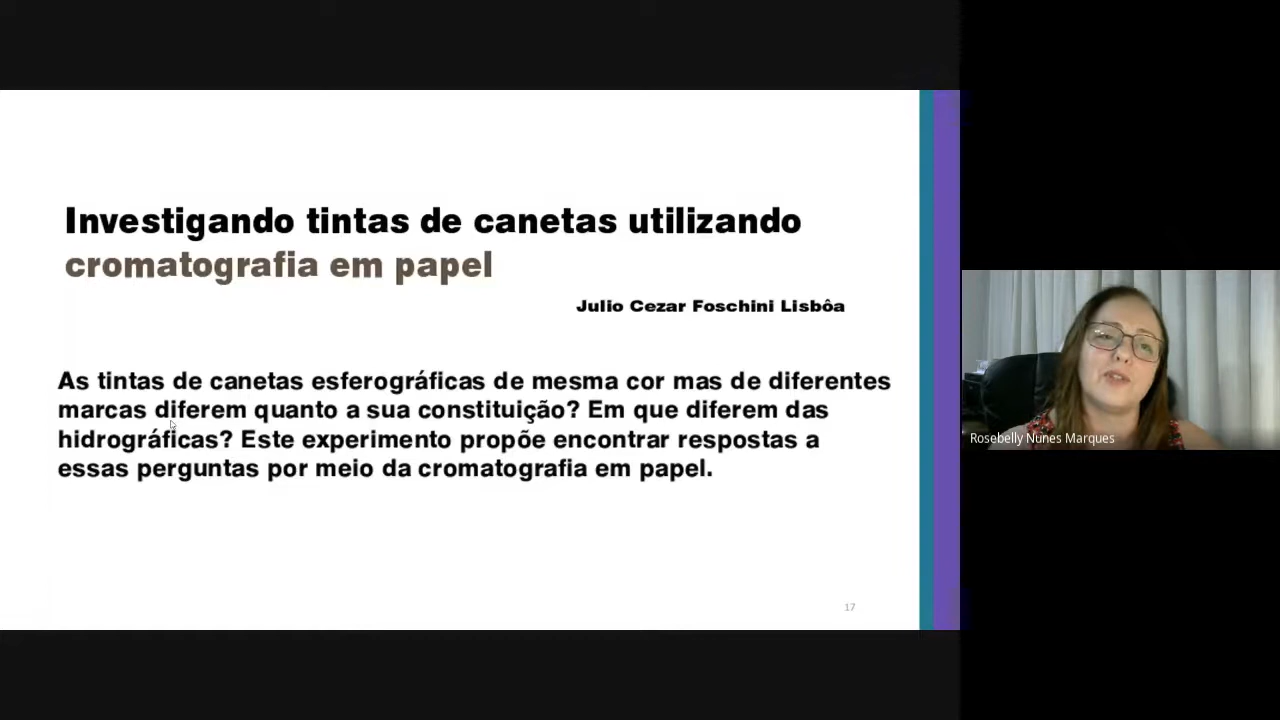 Investigando tintas de canetas utilizando
cromatografia em papel
Julio Cezar Foschini Lisbôa
As tintas de canetas esferográficas de mesma cor mas de diferentes
marcas diferem quanto a sua constituição? Em que diferem das
hidrográficas? Este experimento propõe encontrar respostas a
essas perguntas por meio da cromatografia em papel.
17
Rosebelly Nunes Marques